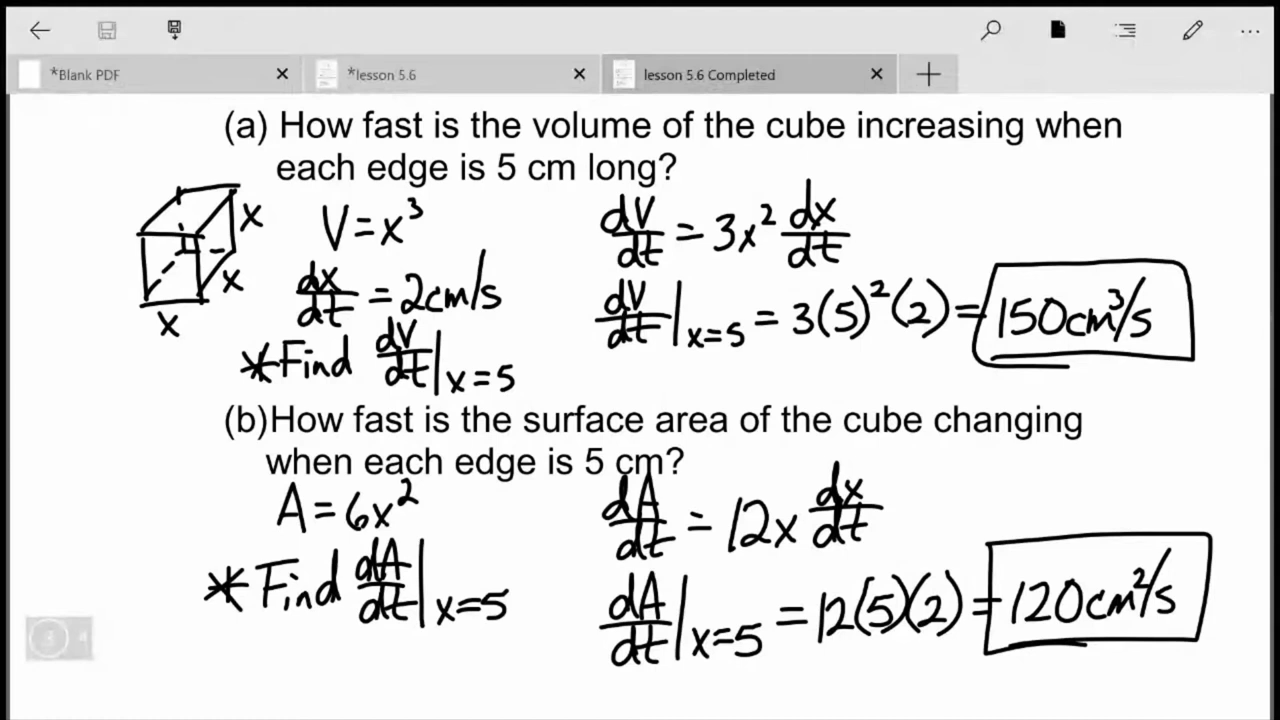 *Blank PDF
*lesson 5.6
lesson 5.6 Completed
(a) How fast is the volume of the cube increasing when
each edge is 5 cm long?
x
x
x
V = x³
dx/dt = 2cm/s
*Find dV/dt|x=5
dV/dt = 3x² dx/dt
dV/dt|x=5 = 3(5)²(2) = 150cm³/s
(b)How fast is the surface area of the cube changing
when each edge is 5 cm?
A = 6x²
*Find dA/dt|x=5
dA/dt = 12x dx/dt
dA/dt|x=5 = 12(5)(2) = 120cm²/s